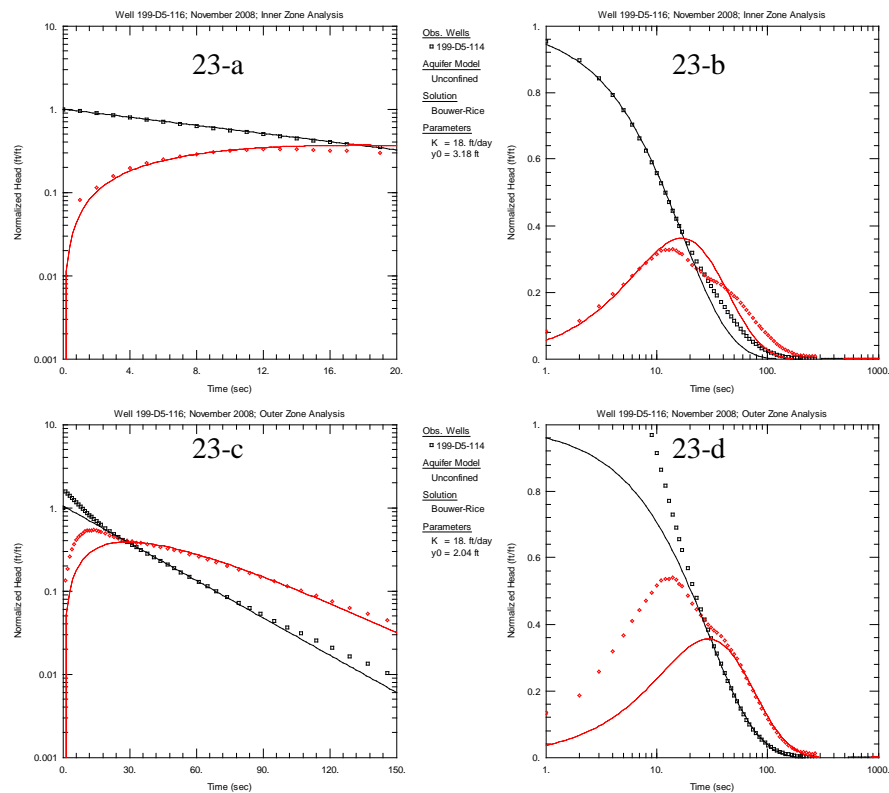 Well 199-D5-116; November 2008; Inner Zone Analysis
23-a
10.
1.
0.1
0.01
0.001
Normalized Head (ft/ft)
0.
4.
8.
12.
16.
20.
Time (sec)
Obs. Wells
199-D5-114
Aquifer Model
Unconfined
Solution
Bouwer-Rice
Parameters
K = 18. ft/day
y0 = 3.18 ft
Well 199-D5-116; November 2008; Inner Zone Analysis
23-b
1.
0.8
0.6
0.4
0.2
0.
Normalized Head (ft/ft)
1.
10.
100.
1000.
Time (sec)
Well 199-D5-116; November 2008; Outer Zone Analysis
23-c
10.
1.
0.1
0.01
0.001
Normalized Head (ft/ft)
0.
30.
60.
90.
120.
150.
Time (sec)
Obs. Wells
199-D5-114
Aquifer Model
Unconfined
Solution
Bouwer-Rice
Parameters
K = 18. ft/day
y0 = 2.04 ft
Well 199-D5-116; November 2008; Outer Zone Analysis
23-d
1.
0.8
0.6
0.4
0.2
0.
Normalized Head (ft/ft)
1.
10.
100.
1000.
Time (sec)